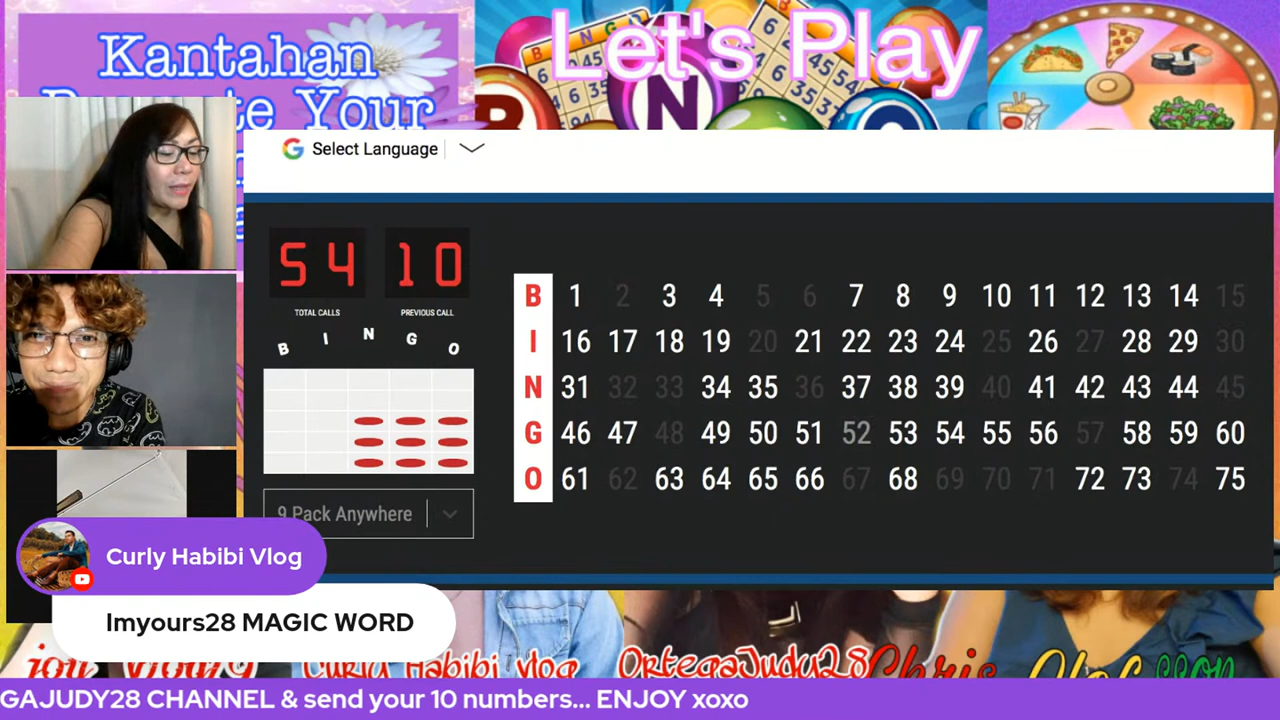 Kantahan
te Your
Let's Play
B N
Select Language
54 10
TOTAL CALLS PREVIOUS CALL
B I N G O
9 Pack Anywhere
B 1 2 3 4 5 6 7 8 9 10 11 12 13 14 15
I 16 17 18 19 20 21 22 23 24 25 26 27 28 29 30
N 31 32 33 34 35 36 37 38 39 40 41 42 43 44 45
G 46 47 48 49 50 51 52 53 54 55 56 57 58 59 60
O 61 62 63 64 65 66 67 68 69 70 71 72 73 74 75
Curly Habibi Vlog
Imyours28 MAGIC WORD
Curly Habibi vlog
OrtegaJudy28
Chris
GAJUDY28 CHANNEL & send your 10 numbers... ENJOY xoxo